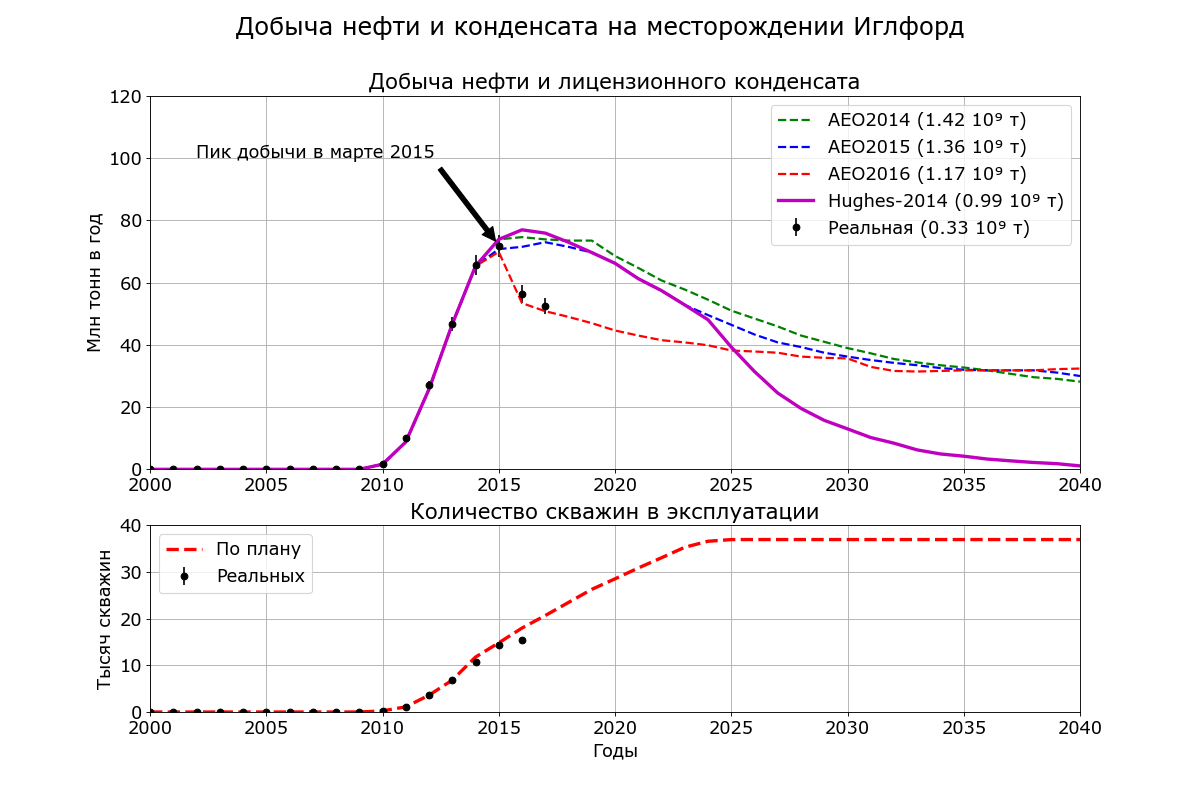 Добыча нефти и конденсата на месторождении Иглфорд
Добыча нефти и лицензионного конденсата
120
100
80
60
40
20
0
Млн тонн в год
Пик добычи в марте 2015
AEO2014 (1.42 10⁹ т)
AEO2015 (1.36 10⁹ т)
AEO2016 (1.17 10⁹ т)
Hughes-2014 (0.99 10⁹ т)
Реальная (0.33 10⁹ т)
2000 2005 2010 2015 2020 2025 2030 2035 2040
Количество скважин в эксплуатации
40
30
20
10
0
Тысяч скважин
По плану
Реальных
2000 2005 2010 2015 2020 2025 2030 2035 2040
Годы